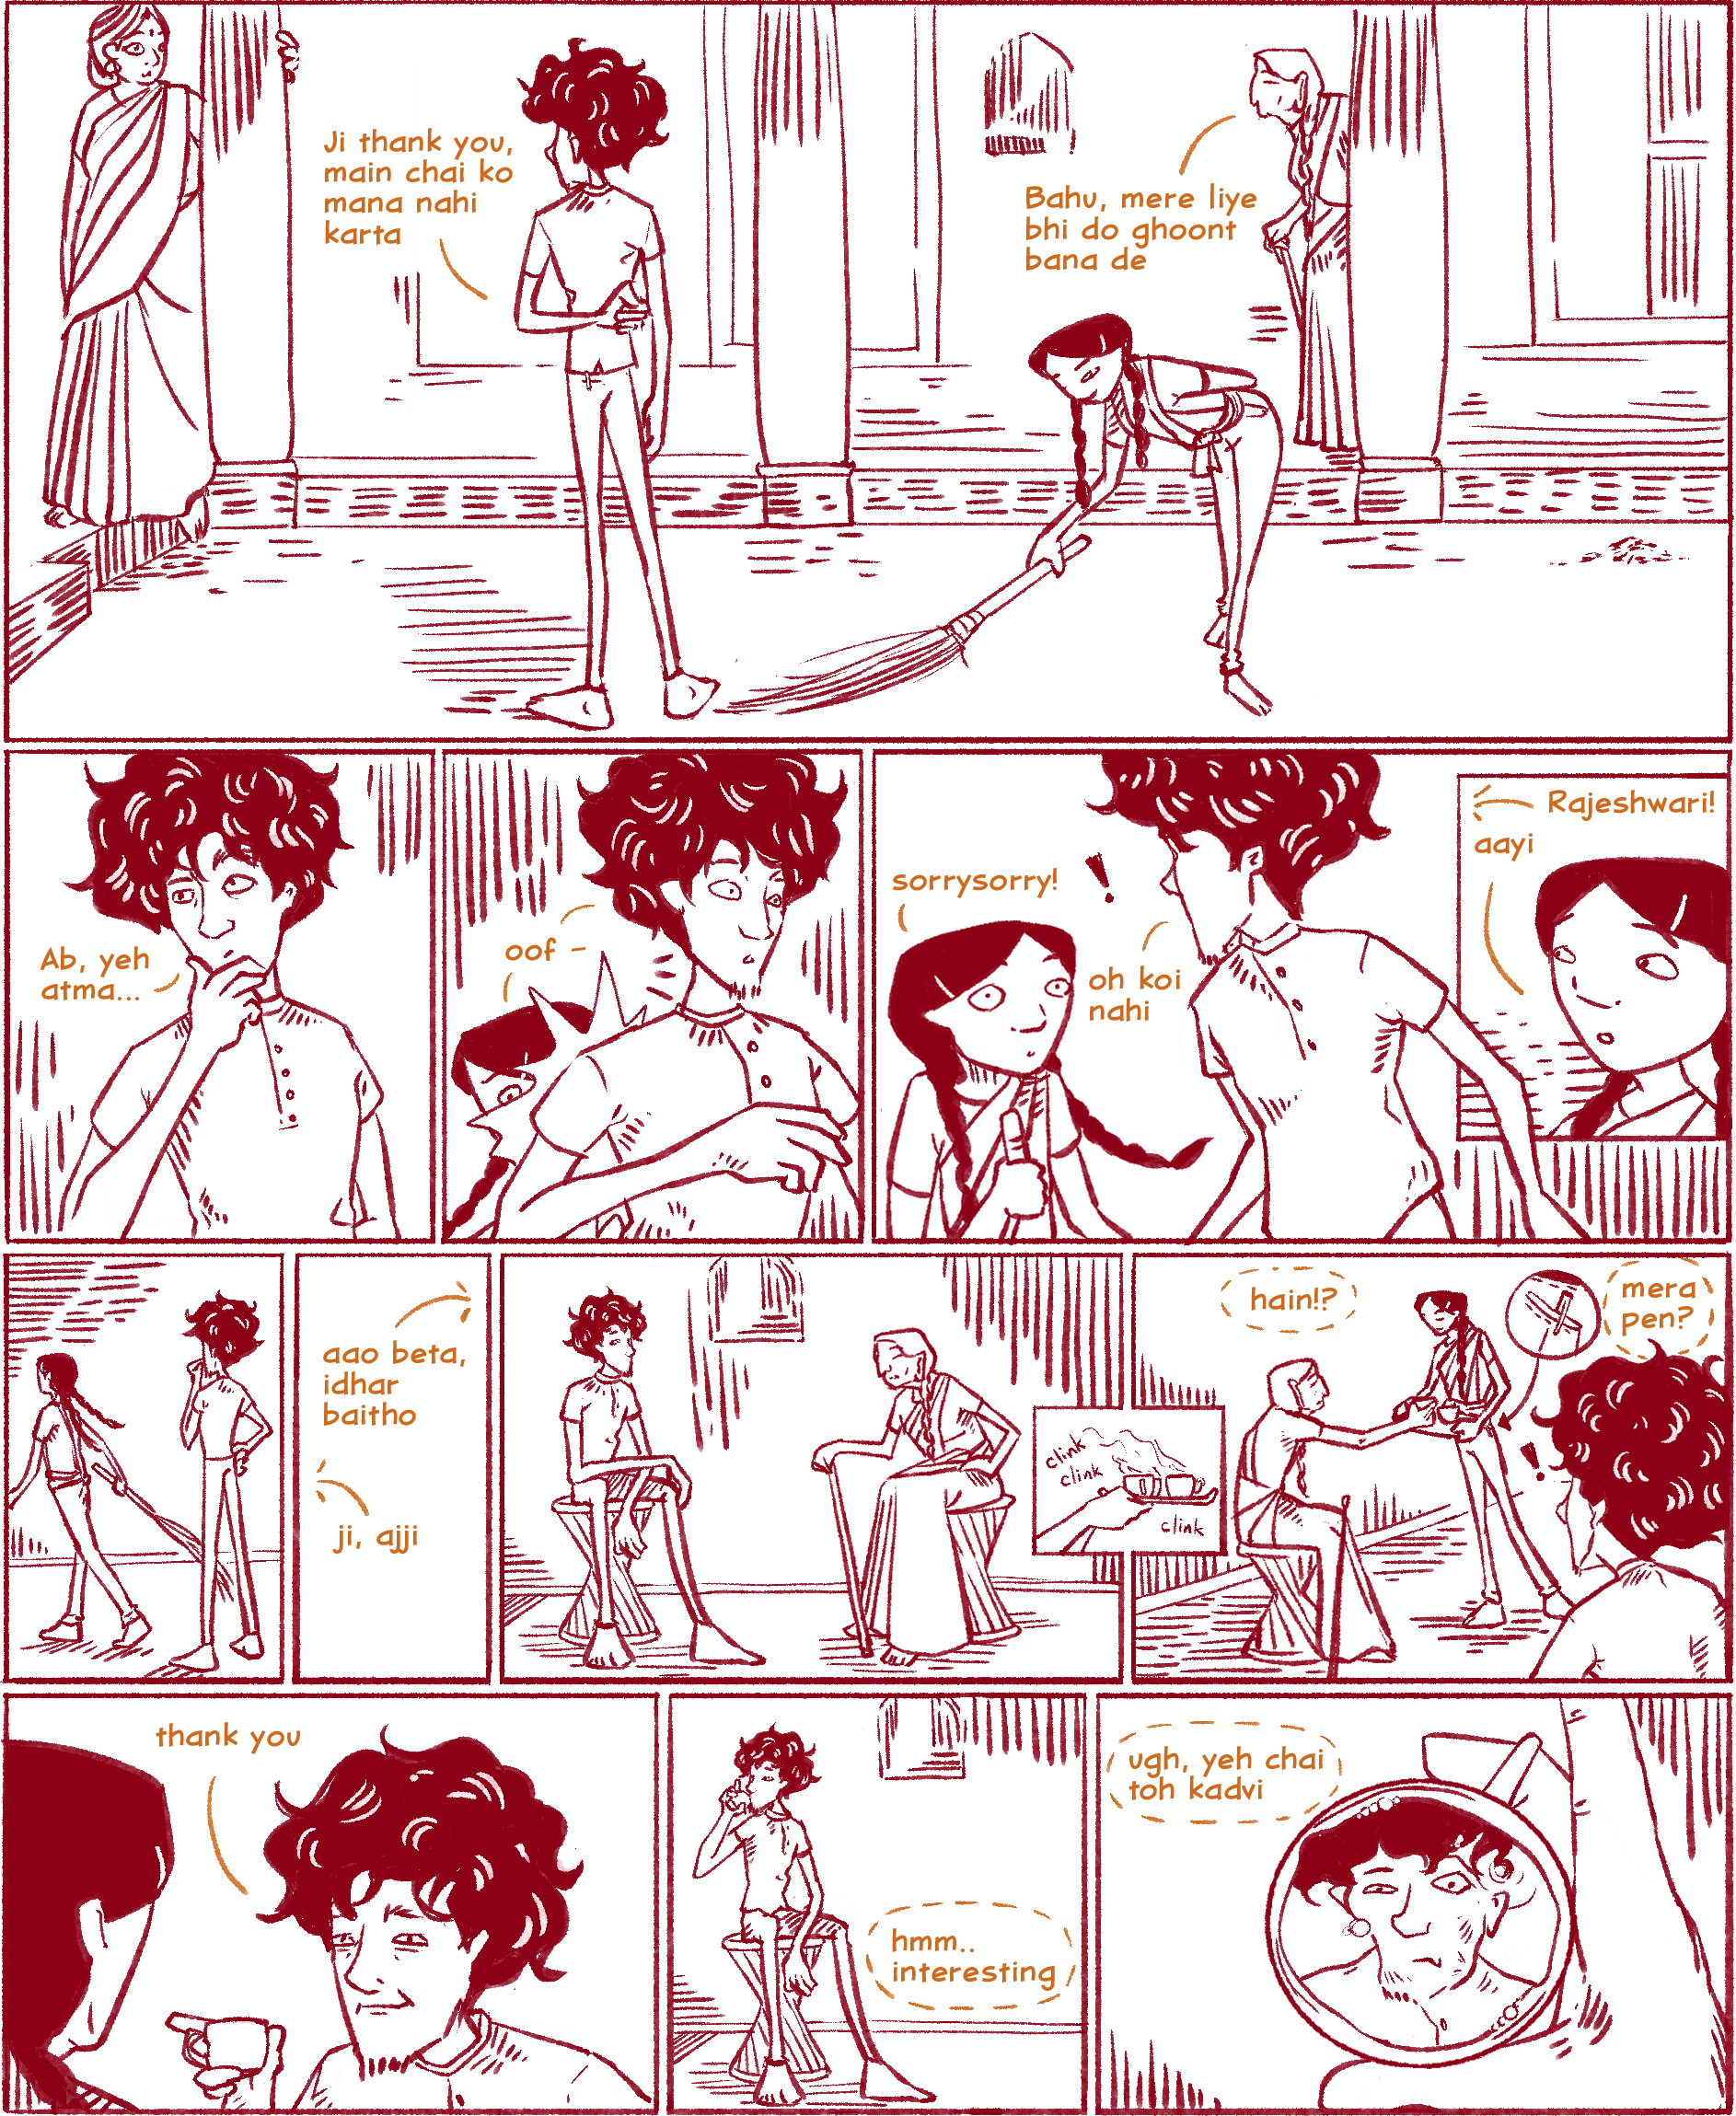 Ji thank you,
main chai ko
mana nahi
karta
Bahu, mere liye
bhi do ghoont
bana de
Ab, yeh
atma...
oof -
sorrysorry!
!
oh koi
nahi
Rajeshwari!
aayi
aao beta,
idhar
baitho
ji, ajji
clink
clink
clink
hain!?
mera
pen?
!
thank you
hmm..
interesting
ugh, yeh chai
toh kadvi